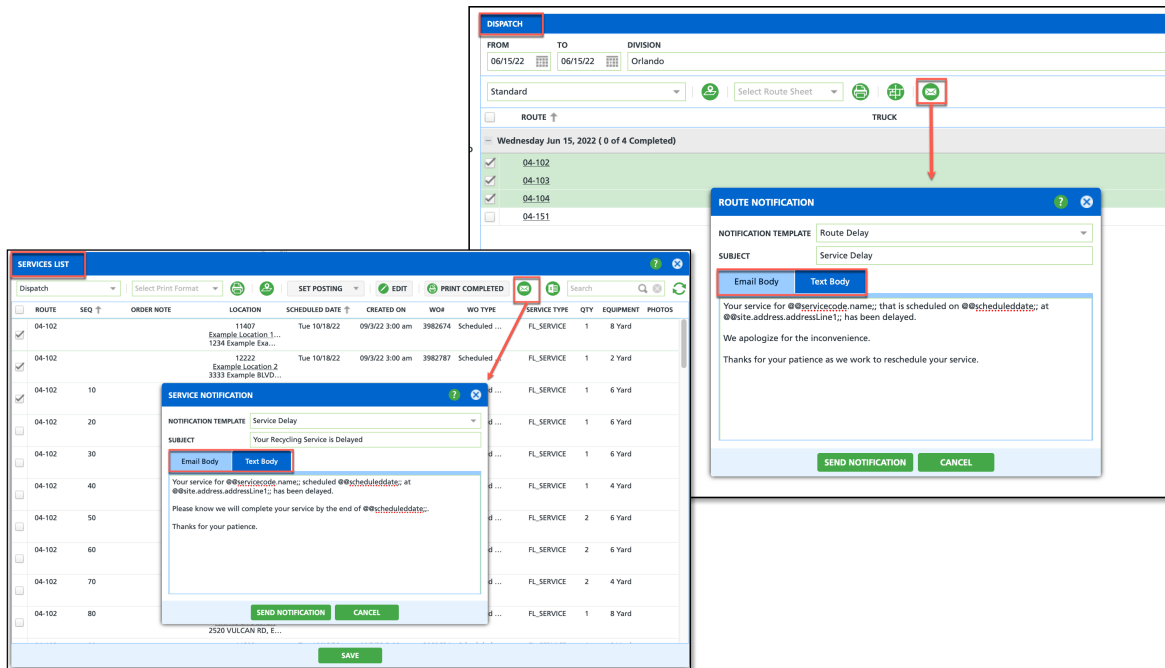 DISPATCH
FROM TO DIVISION
06/15/22 06/15/22 Orlando
Standard Select Route Sheet
ROUTE TRUCK
Wednesday Jun 15, 2022 ( 0 of 4 Completed)
04-102
04-103
04-104
04-151
ROUTE NOTIFICATION
NOTIFICATION TEMPLATE Route Delay
SUBJECT Service Delay
Email Body Text Body
Your service for @@servicecode.name;; that is scheduled on @@scheduleddate;; at
@@site.address.addressLine1;; has been delayed.
We apologize for the inconvenience.
Thanks for your patience as we work to reschedule your service.
SEND NOTIFICATION CANCEL
SERVICES LIST
Dispatch Select Print Format SET POSTING EDIT PRINT COMPLETED Search
ROUTE SEQ ORDER NOTE LOCATION SCHEDULED DATE CREATED ON WO# WO TYPE SERVICE TYPE QTY EQUIPMENT PHOTOS
04-102 11407 Tue 10/18/22 09/3/22 3:00 am 3982674 Scheduled ... FL_SERVICE 1 8 Yard
Example Location 1...
1234 Example Exa...
04-102 12222 Tue 10/18/22 09/3/22 3:00 am 3982787 Scheduled ... FL_SERVICE 1 2 Yard
Example Location 2
3333 Example BLVD...
04-102 10 d ... FL_SERVICE 1 6 Yard
04-102 20 d ... FL_SERVICE 1 6 Yard
04-102 30 d ... FL_SERVICE 1 6 Yard
04-102 40 d ... FL_SERVICE 1 4 Yard
04-102 50 d ... FL_SERVICE 2 6 Yard
04-102 60 d ... FL_SERVICE 2 6 Yard
04-102 70 d ... FL_SERVICE 2 4 Yard
04-102 80 d ... FL_SERVICE 1 8 Yard
2520 VULCAN RD, E...
SERVICE NOTIFICATION
NOTIFICATION TEMPLATE Service Delay
SUBJECT Your Recycling Service is Delayed
Email Body Text Body
Your service for @@servicecode.name;; scheduled @@scheduleddate;; at
@@site.address.addressLine1;; has been delayed.
Please know we will complete your service by the end of @@scheduleddate;;.
Thanks for your patience.
SEND NOTIFICATION CANCEL
SAVE